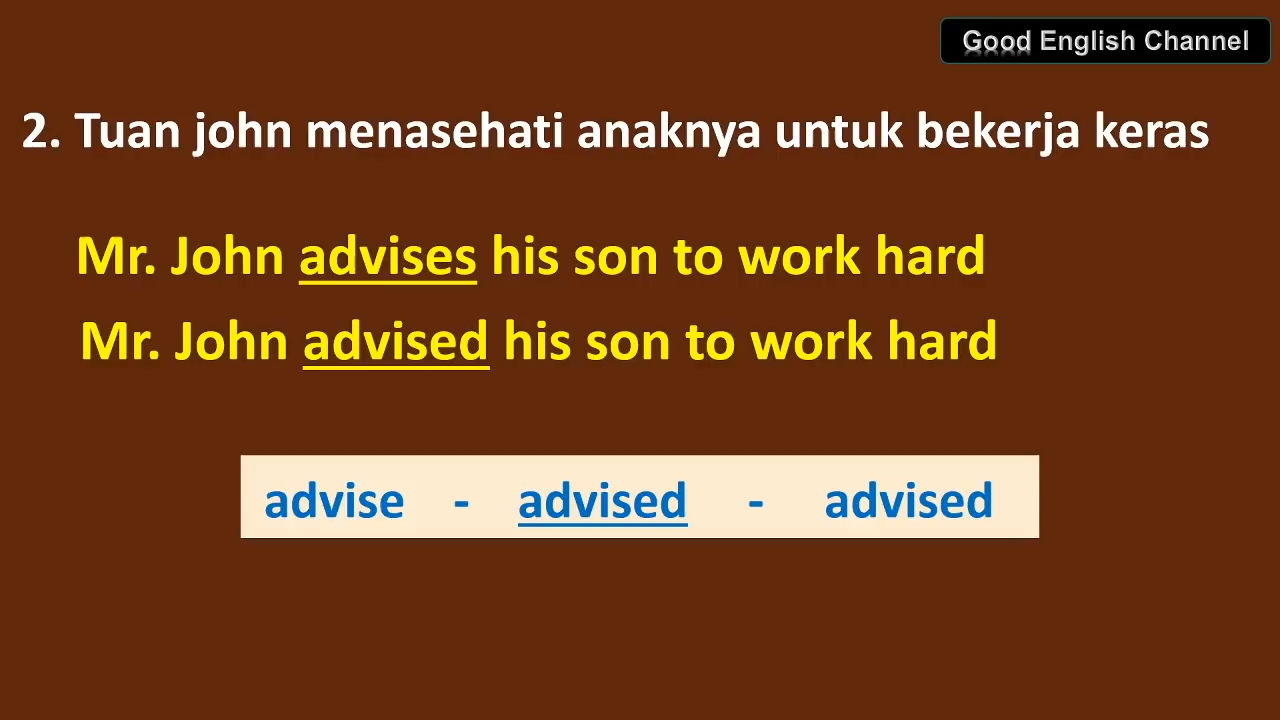 Good English Channel
2. Tuan john menasehati anaknya untuk bekerja keras
Mr. John advises his son to work hard
Mr. John advised his son to work hard
advise - advised - advised